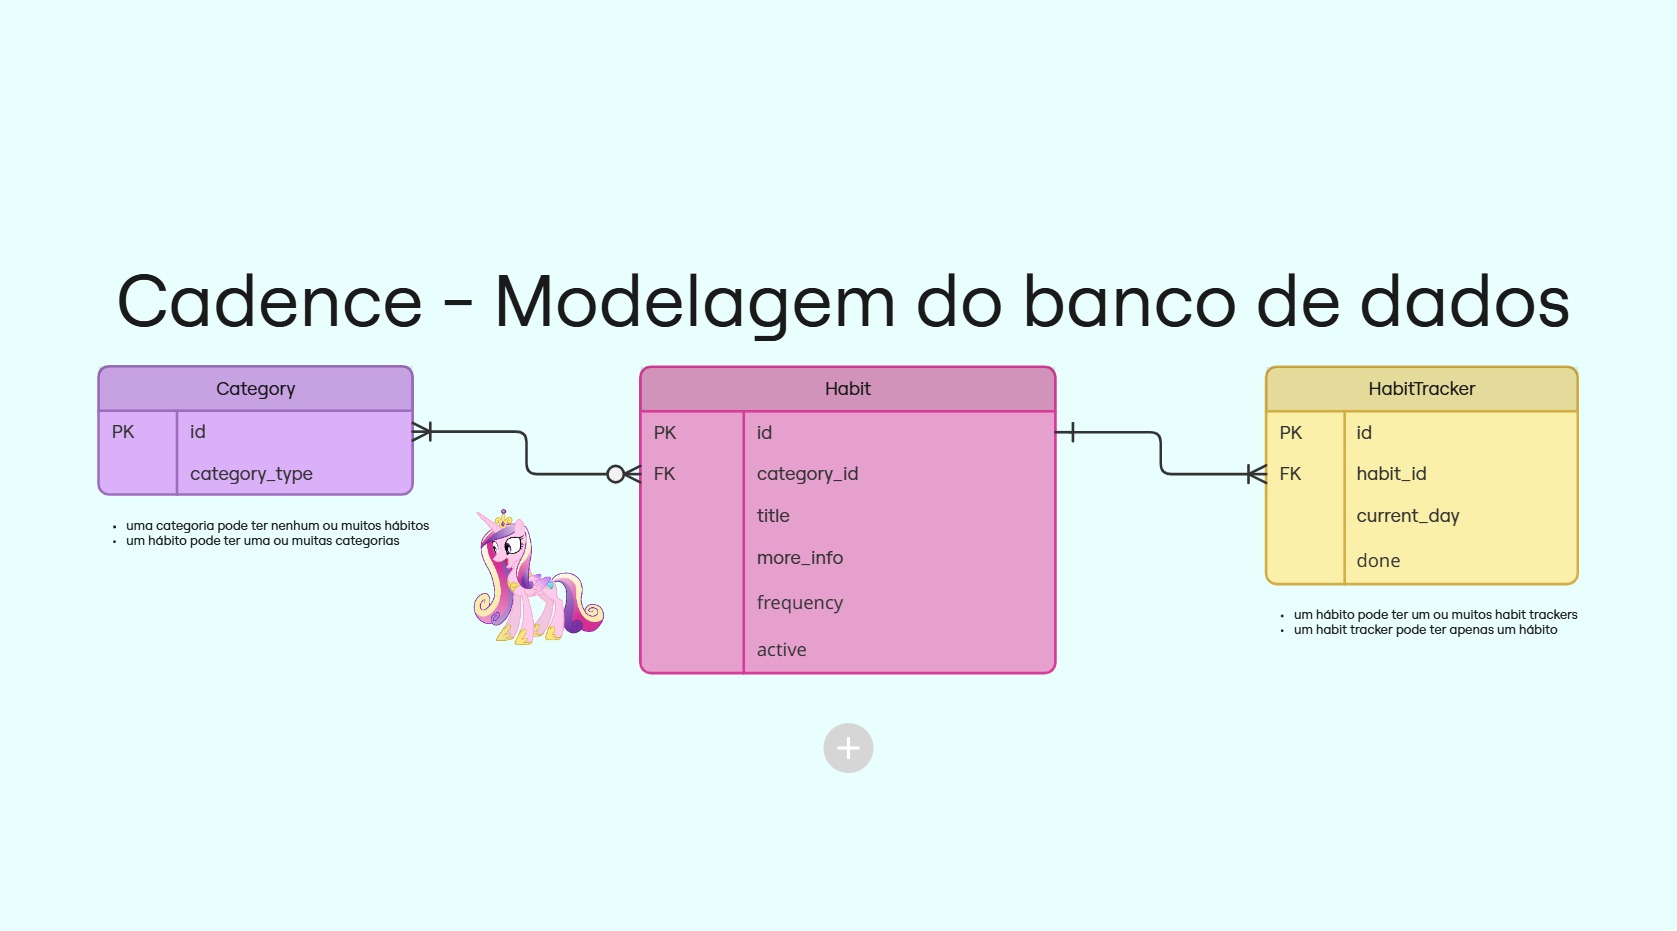 Cadence - Modelagem do banco de dados
Category
PK id
category_type
uma categoria pode ter nenhum ou muitos hábitos
um hábito pode ter uma ou muitas categorias
Habit
PK id
FK category_id
title
more_info
frequency
active
HabitTracker
PK id
FK habit_id
current_day
done
um hábito pode ter um ou muitos habit trackers
um habit tracker pode ter apenas um hábito